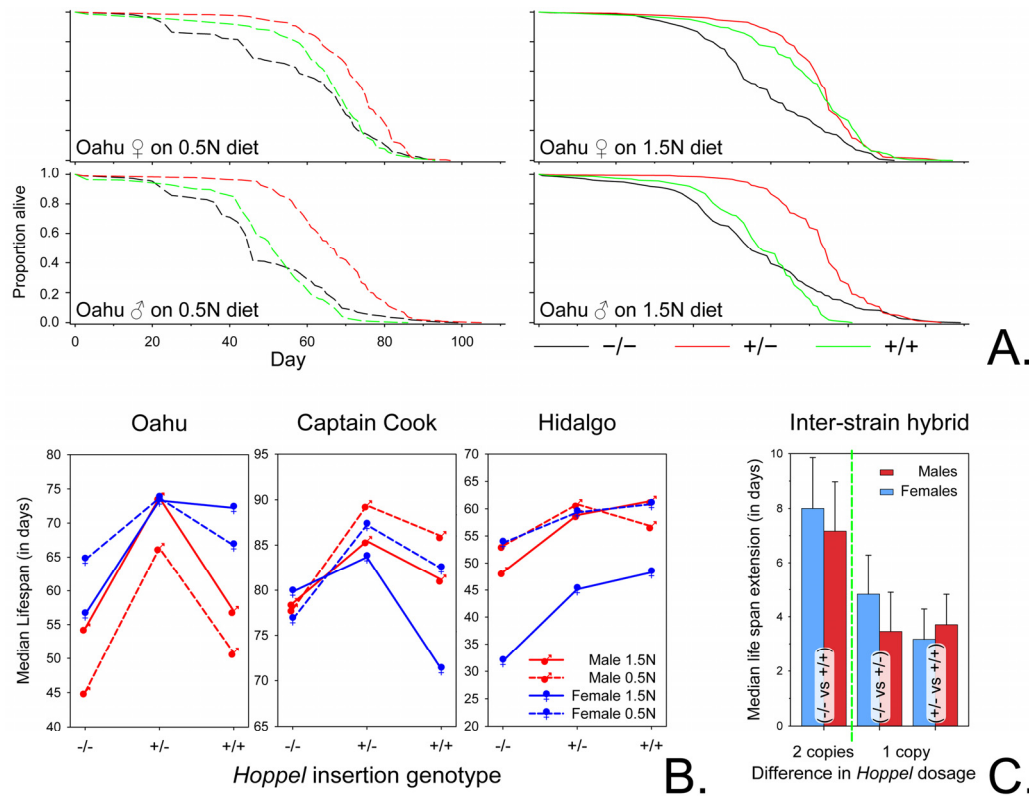 Oahu ♀ on 0.5N diet
Oahu ♀ on 1.5N diet
Proportion alive
1.0
0.8
0.6
0.4
0.2
0.0
Oahu ♂ on 0.5N diet
Oahu ♂ on 1.5N diet
0 20 40 60 80 100
Day
−/− +/− +/+
A.
Oahu
Captain Cook
Hidalgo
Inter-strain hybrid
Median Lifespan (in days)
80
75
70
65
60
55
50
45
40
95
90
85
80
75
70
65
70
65
60
55
50
45
40
35
30
25
20
Male 1.5N
Male 0.5N
Female 1.5N
Female 0.5N
-/- +/- +/+
-/- +/- +/+
-/- +/- +/+
Hoppel insertion genotype
B.
Median life span extension (in days)
10
8
6
4
2
0
Males
Females
(-/- vs +/+)
(-/- vs +/-)
(+/- vs +/+)
2 copies 1 copy
Difference in Hoppel dosage
C.